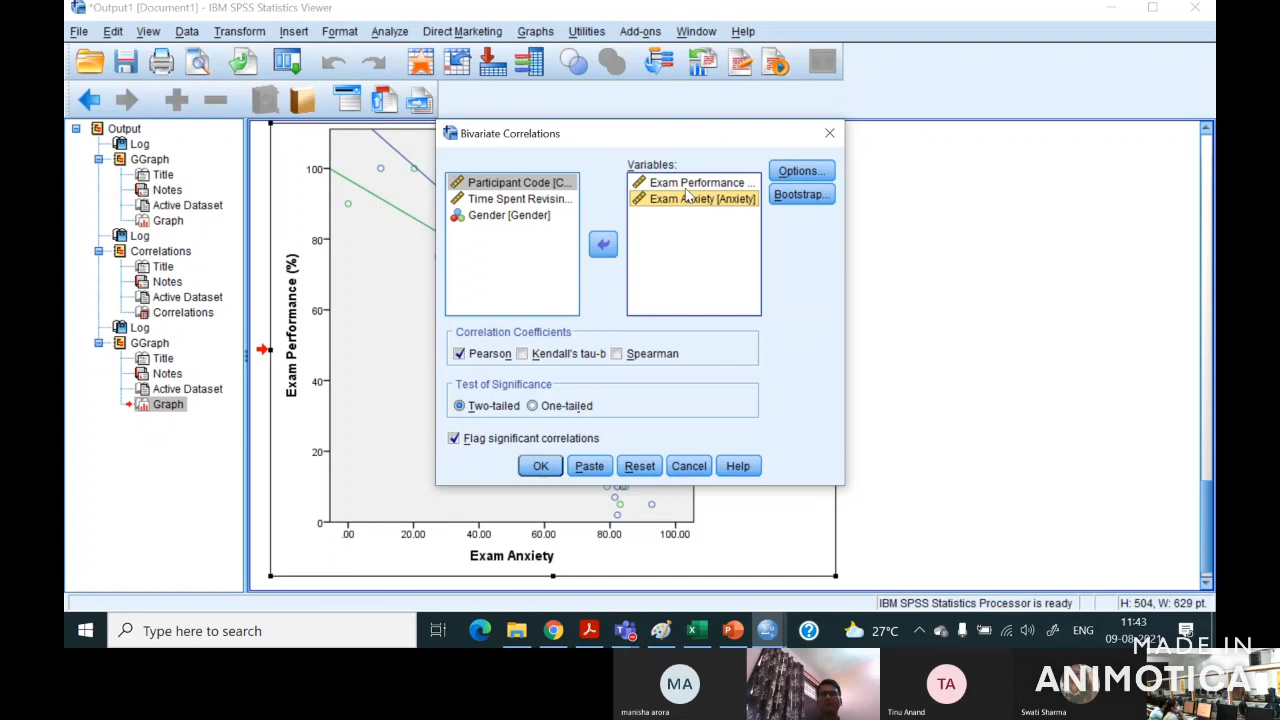 *Output1 [Document1] - IBM SPSS Statistics Viewer
File Edit View Data Transform Insert Format Analyze Direct Marketing Graphs Utilities Add-ons Window Help
Output
Log
GGraph
Title
Notes
Active Dataset
Graph
Log
Correlations
Title
Notes
Active Dataset
Correlations
Log
GGraph
Title
Notes
Active Dataset
Graph
Exam Performance (%)
100
80
60
40
20
0
.00 20.00 40.00 60.00 80.00 100.00
Exam Anxiety
Bivariate Correlations
Participant Code [C...
Time Spent Revisin...
Gender [Gender]
Variables:
Exam Performance ...
Exam Anxiety [Anxiety]
Options...
Bootstrap...
Correlation Coefficients
Pearson Kendall's tau-b Spearman
Test of Significance
Two-tailed One-tailed
Flag significant correlations
OK Paste Reset Cancel Help
IBM SPSS Statistics Processor is ready H: 504, W: 629 pt.
Type here to search
27°C
ENG
11:43
09-08-2021
MADE IN
ANIMOTICA
MA
manisha arora
TA
Tinu Anand
Swati Sharma